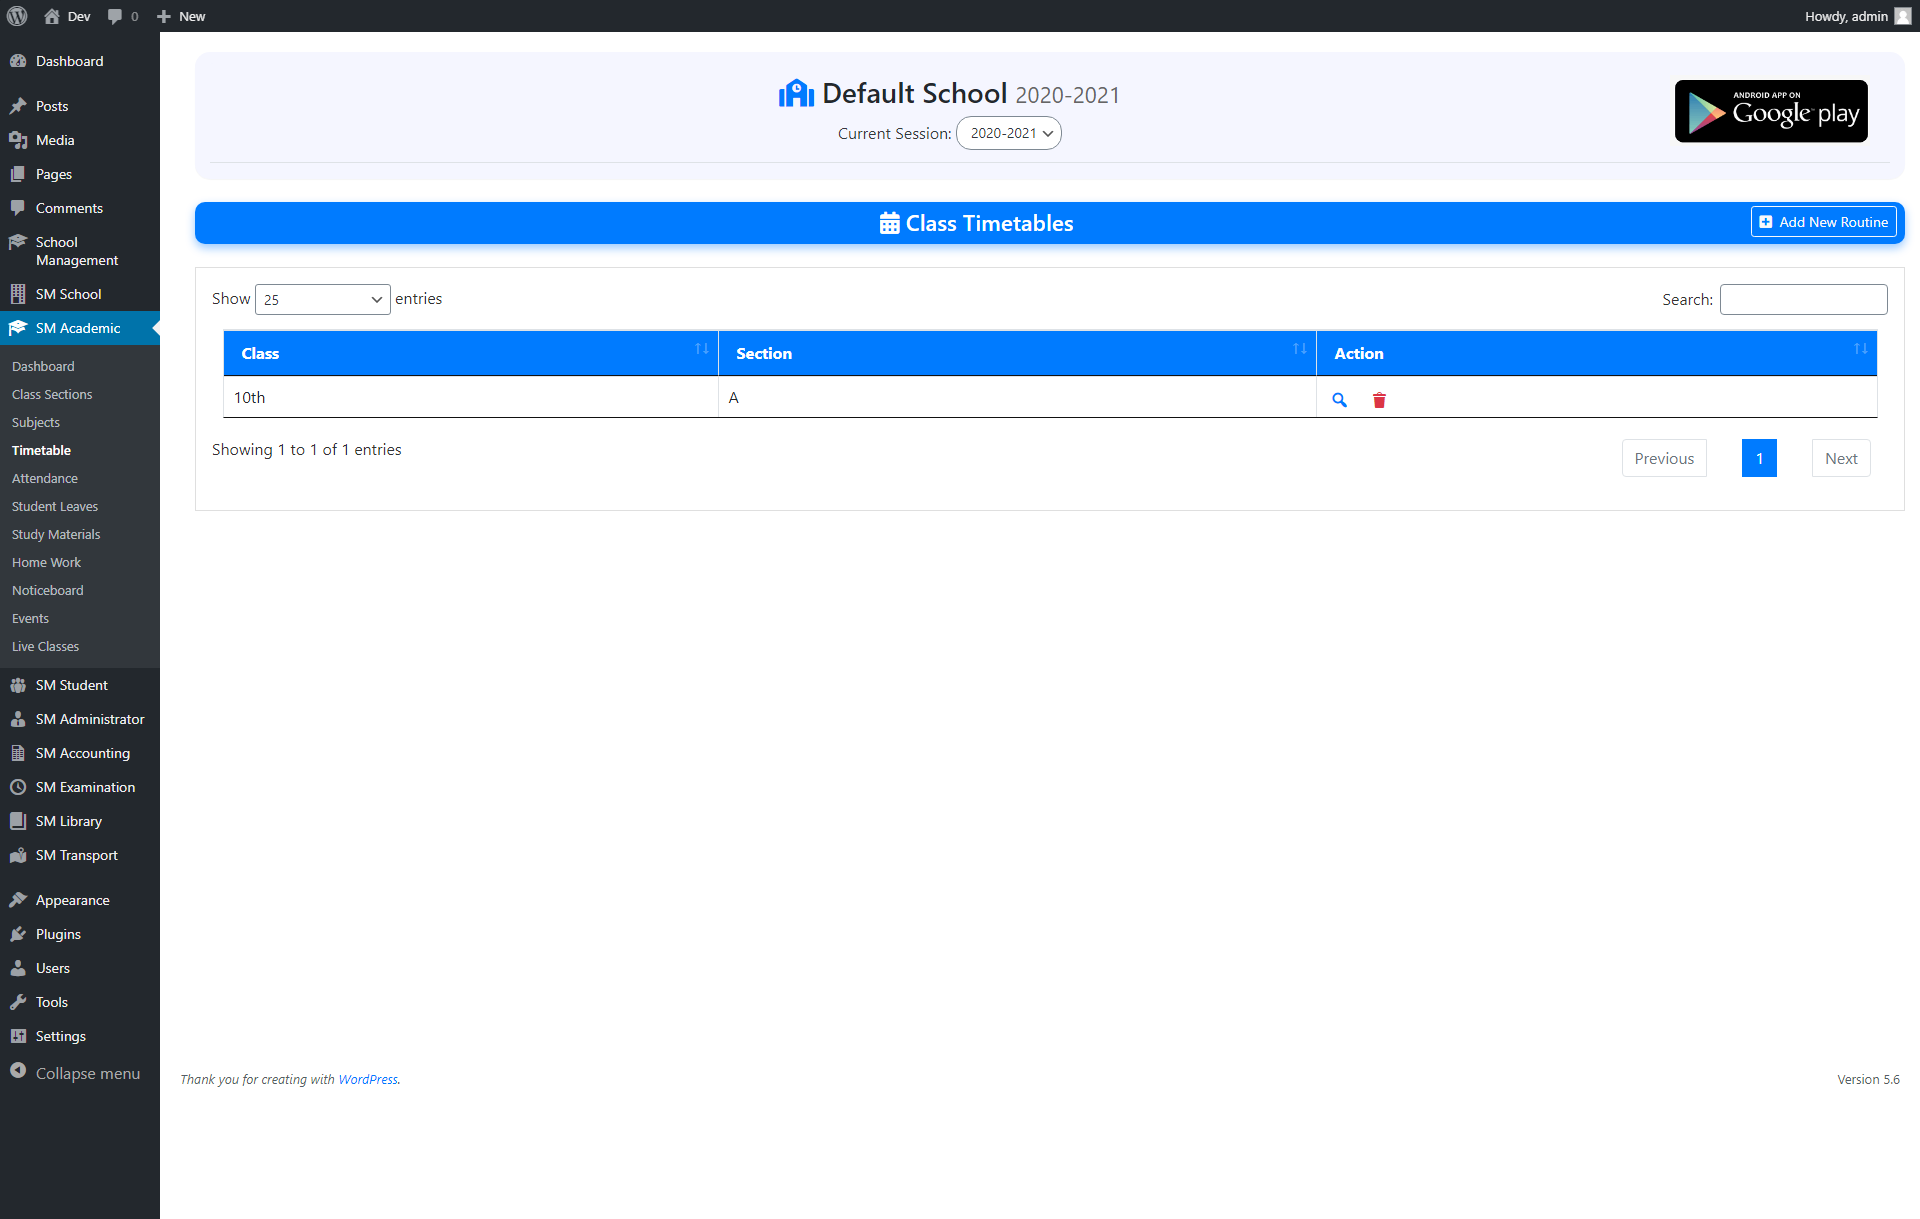 Dev
0
New
Howdy, admin
Dashboard
Posts
Media
Pages
Comments
School
Management
SM School
SM Academic
Dashboard
Class Sections
Subjects
Timetable
Attendance
Student Leaves
Study Materials
Home Work
Noticeboard
Events
Live Classes
SM Student
SM Administrator
SM Accounting
SM Examination
SM Library
SM Transport
Appearance
Plugins
Users
Tools
Settings
Collapse menu
Default School 2020-2021
Current Session: 2020-2021
ANDROID APP ON
Google play
Class Timetables
Add New Routine
Show 25 entries
Search:
Class Section Action
10th A
Showing 1 to 1 of 1 entries
Previous 1 Next
Thank you for creating with WordPress.
Version 5.6